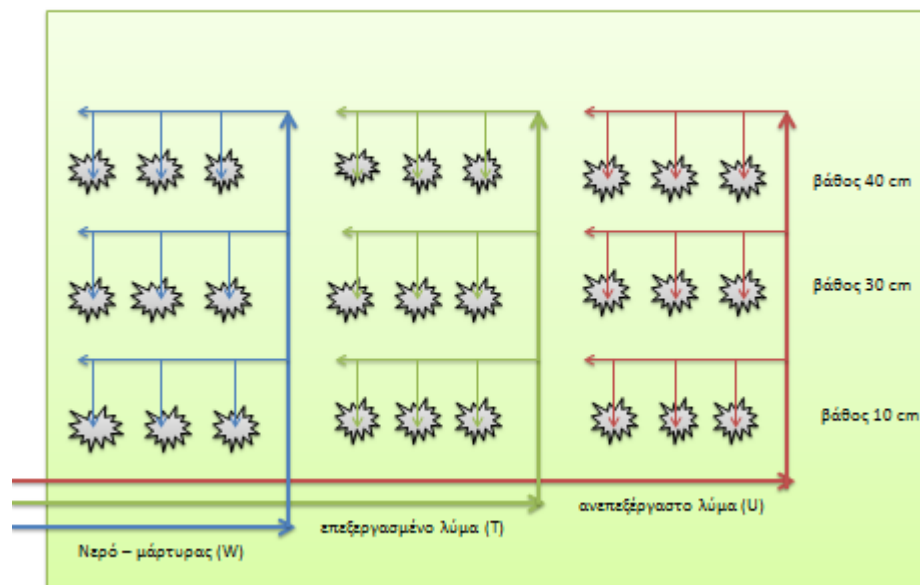 βάθος 40 cm
βάθος 30 cm
βάθος 10 cm
ανεπεξέργαστο λύμα (U)
επεξεργασμένο λύμα (T)
Νερό – μάρτυρας (W)